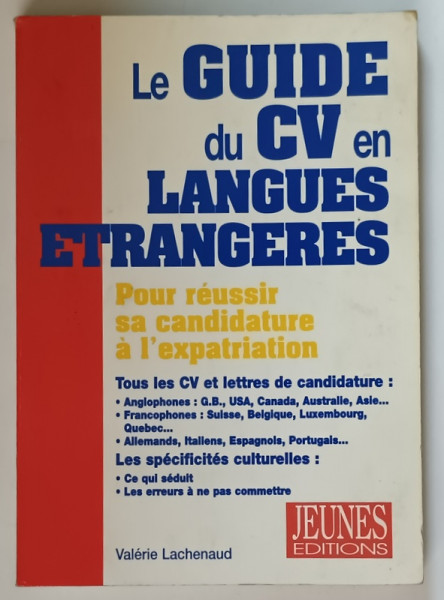 Le GUIDE
du CV en
LANGUES
ETRANGERES
Pour réussir
sa candidature
à l'expatriation
Tous les CV et lettres de candidature :
• Anglophones : G.B., USA, Canada, Australie, Asie...
• Francophones : Suisse, Belgique, Luxembourg,
Quebec...
• Allemands, Italiens, Espagnols, Portugais...
Les spécificités culturelles :
• Ce qui séduit
• Les erreurs à ne pas commettre
JEUNES
EDITIONS
Valérie Lachenaud